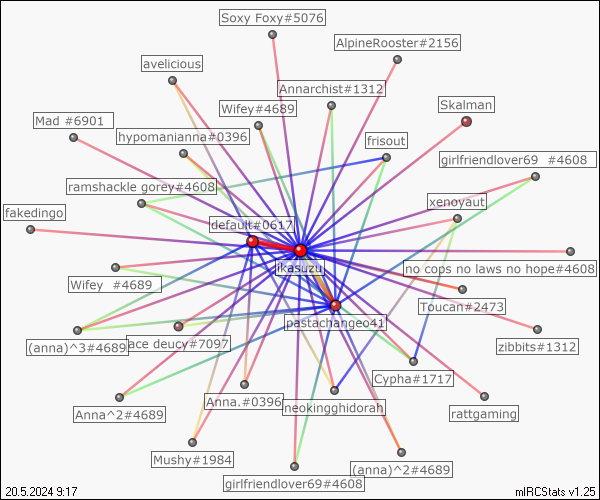 Soxy Foxy#5076
AlpineRooster#2156
avelicious
Annarchist#1312
Skalman
Wifey#4689
Mad #6901
hypomanianna#0396
frisout
girlfriendlover69 #4608
ramshackle gorey#4608
xenoyaut
fakedingo
default#0617
jkasuzu
no cops no laws no hope#4608
Wifey #4689
Toucan#2473
pastachangeo41
(anna)^3#4689
ace deucy#7097
zibbits#1312
Cypha#1717
Anna^2#4689
Anna.#0396
neokingghidorah
rattgaming
Mushy#1984
(anna)^2#4689
girlfriendlover69#4608
20.5.2024 9:17
mIRCStats v1.25